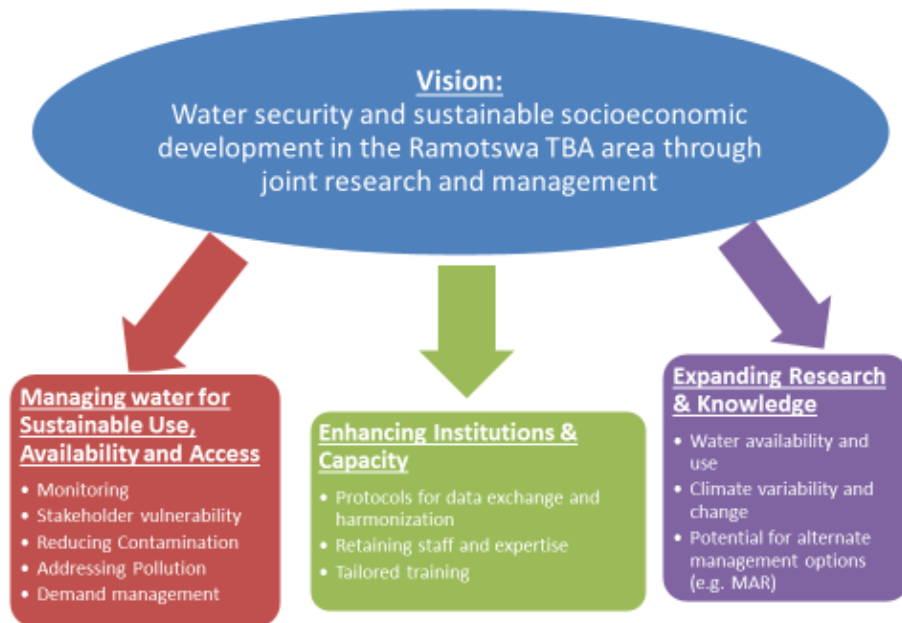 Vision:
Water security and sustainable socioeconomic
development in the Ramotswa TBA area through
joint research and management
Managing water for
Sustainable Use,
Availability and Access
• Monitoring
• Stakeholder vulnerability
• Reducing Contamination
• Addressing Pollution
• Demand management
Enhancing Institutions &
Capacity
• Protocols for data exchange and
harmonization
• Retaining staff and expertise
• Tailored training
Expanding Research
& Knowledge
• Water availability and
use
• Climate variability and
change
• Potential for alternate
management options
(e.g. MAR)